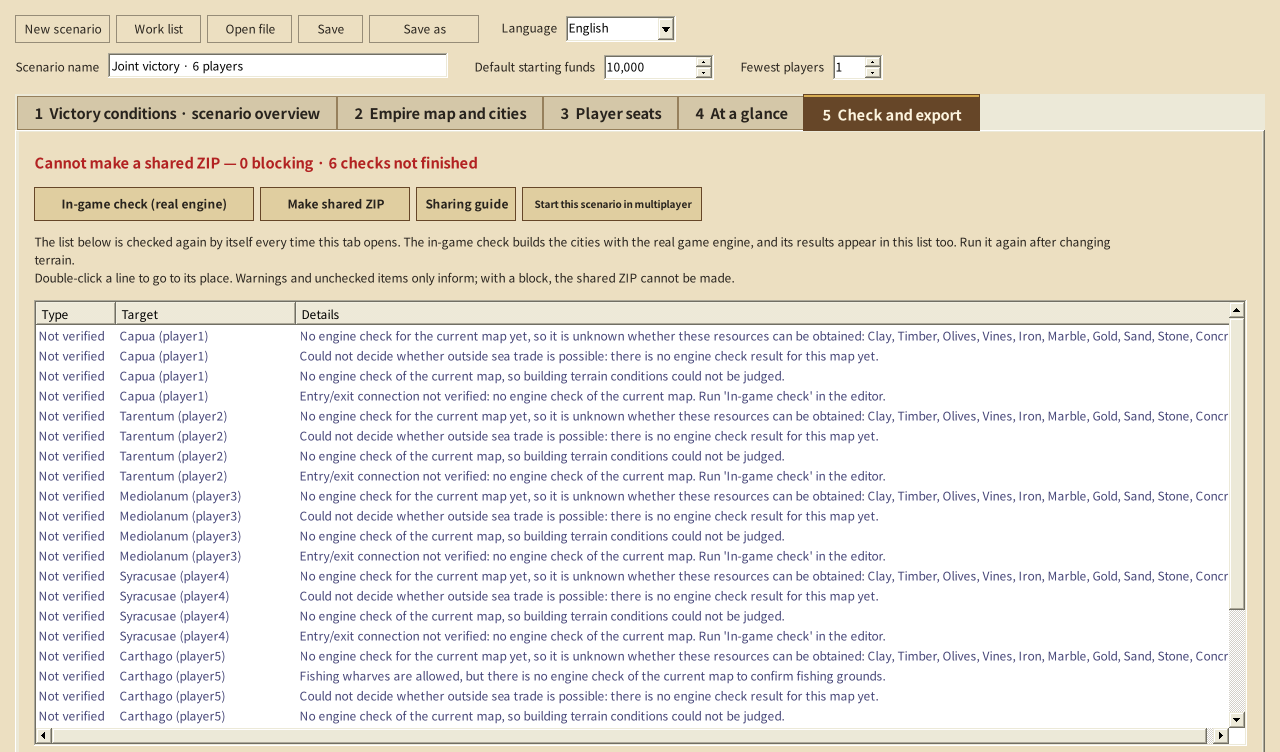 New scenario Work list Open file Save Save as Language English
Scenario name Joint victory · 6 players Default starting funds 10,000 Fewest players 1
1 Victory conditions · scenario overview 2 Empire map and cities 3 Player seats 4 At a glance 5 Check and export
Cannot make a shared ZIP — 0 blocking · 6 checks not finished
In-game check (real engine) Make shared ZIP Sharing guide Start this scenario in multiplayer
The list below is checked again by itself every time this tab opens. The in-game check builds the cities with the real game engine, and its results appear in this list too. Run it again after changing
terrain.
Double-click a line to go to its place. Warnings and unchecked items only inform; with a block, the shared ZIP cannot be made.
Type Target Details
Not verified Capua (player1) No engine check for the current map yet, so it is unknown whether these resources can be obtained: Clay, Timber, Olives, Vines, Iron, Marble, Gold, Sand, Stone, Concr
Not verified Capua (player1) Could not decide whether outside sea trade is possible: there is no engine check result for this map yet.
Not verified Capua (player1) No engine check of the current map, so building terrain conditions could not be judged.
Not verified Capua (player1) Entry/exit connection not verified: no engine check of the current map. Run 'In-game check' in the editor.
Not verified Tarentum (player2) No engine check for the current map yet, so it is unknown whether these resources can be obtained: Clay, Timber, Olives, Vines, Iron, Marble, Gold, Sand, Stone, Concr
Not verified Tarentum (player2) Could not decide whether outside sea trade is possible: there is no engine check result for this map yet.
Not verified Tarentum (player2) No engine check of the current map, so building terrain conditions could not be judged.
Not verified Tarentum (player2) Entry/exit connection not verified: no engine check of the current map. Run 'In-game check' in the editor.
Not verified Mediolanum (player3) No engine check for the current map yet, so it is unknown whether these resources can be obtained: Clay, Timber, Olives, Vines, Iron, Marble, Gold, Sand, Stone, Concr
Not verified Mediolanum (player3) Could not decide whether outside sea trade is possible: there is no engine check result for this map yet.
Not verified Mediolanum (player3) No engine check of the current map, so building terrain conditions could not be judged.
Not verified Mediolanum (player3) Entry/exit connection not verified: no engine check of the current map. Run 'In-game check' in the editor.
Not verified Syracusae (player4) No engine check for the current map yet, so it is unknown whether these resources can be obtained: Clay, Timber, Olives, Vines, Iron, Marble, Gold, Sand, Stone, Concr
Not verified Syracusae (player4) Could not decide whether outside sea trade is possible: there is no engine check result for this map yet.
Not verified Syracusae (player4) No engine check of the current map, so building terrain conditions could not be judged.
Not verified Syracusae (player4) Entry/exit connection not verified: no engine check of the current map. Run 'In-game check' in the editor.
Not verified Carthago (player5) No engine check for the current map yet, so it is unknown whether these resources can be obtained: Clay, Timber, Olives, Vines, Iron, Marble, Gold, Sand, Stone, Concr
Not verified Carthago (player5) Fishing wharves are allowed, but there is no engine check of the current map to confirm fishing grounds.
Not verified Carthago (player5) Could not decide whether outside sea trade is possible: there is no engine check result for this map yet.
Not verified Carthago (player5) No engine check of the current map, so building terrain conditions could not be judged.